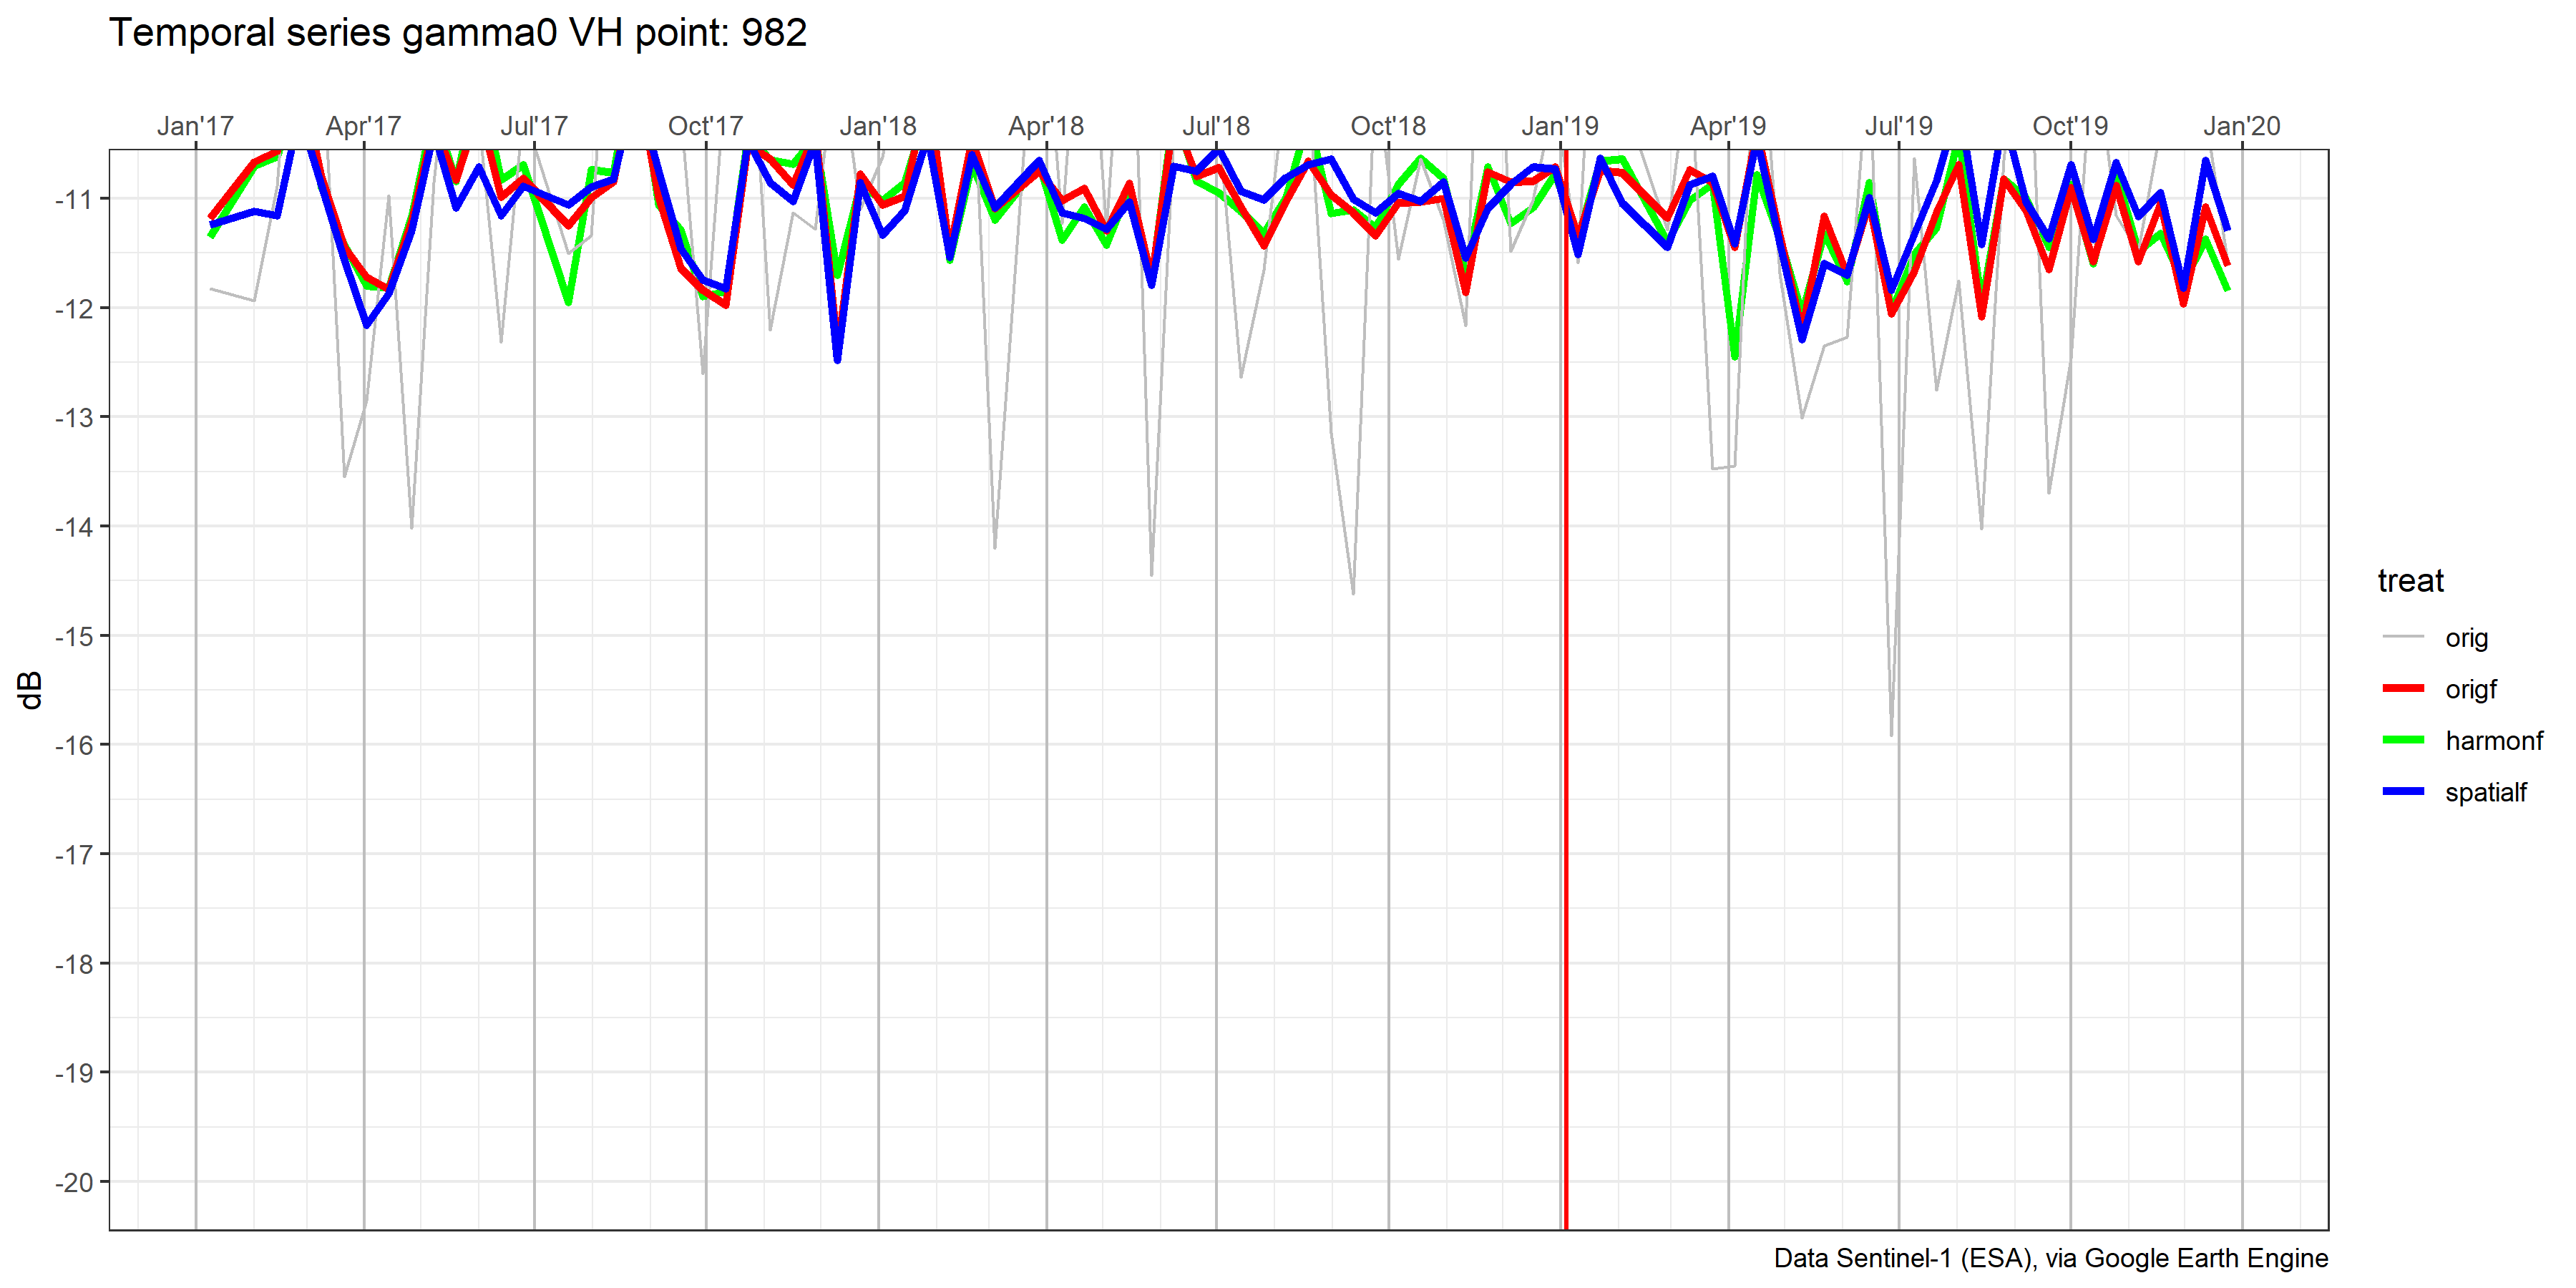 Temporal series gamma0 VH point: 982
Jan'17 Apr'17 Jul'17 Oct'17 Jan'18 Apr'18 Jul'18 Oct'18 Jan'19 Apr'19 Jul'19 Oct'19 Jan'20
-11
-12
-13
-14
-15
-16
-17
-18
-19
-20
dB
treat
orig
origf
harmonf
spatialf
Data Sentinel-1 (ESA), via Google Earth Engine